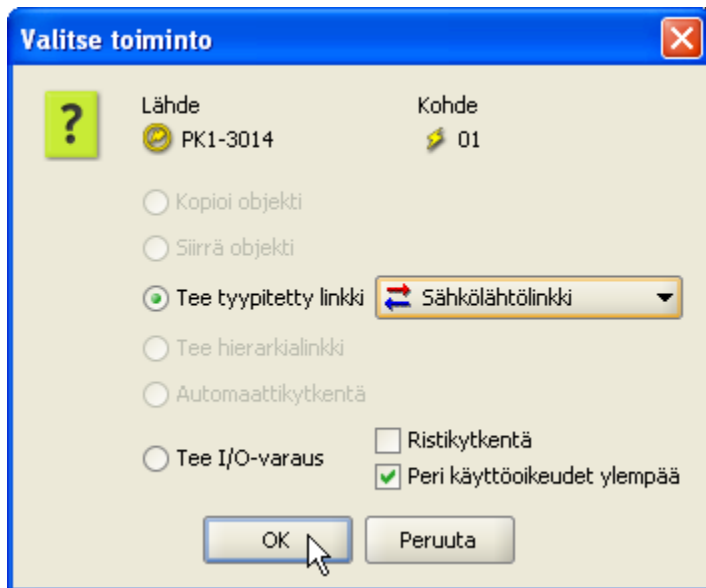 Valitse toiminto
Lähde Kohde
? PK1-3014 01
Kopioi objekti
Siirrä objekti
Tee tyypitetty linkki Sähkölähtölinkki
Tee hierarkialinkki
Automaattikytkentä
Ristikytkentä
Tee I/O-varaus
Peri käyttöoikeudet ylempää
OK Peruuta